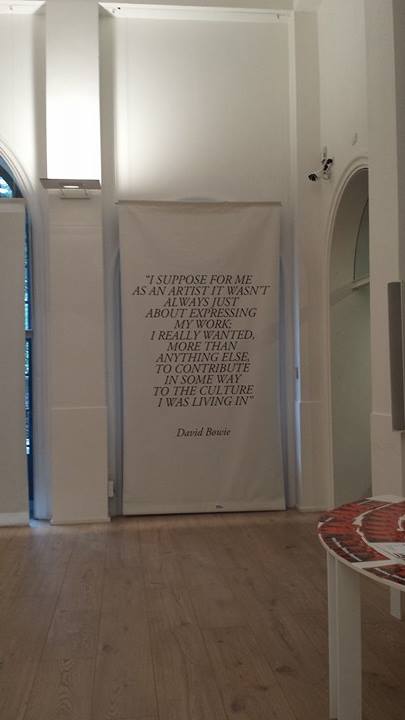 “I SUPPOSE FOR ME
AS AN ARTIST IT WASN’T
ALWAYS JUST
ABOUT EXPRESSING
MY WORK;
I REALLY WANTED,
MORE THAN
ANYTHING ELSE,
TO CONTRIBUTE
IN SOME WAY
TO THE CULTURE
I WAS LIVING IN”
David Bowie